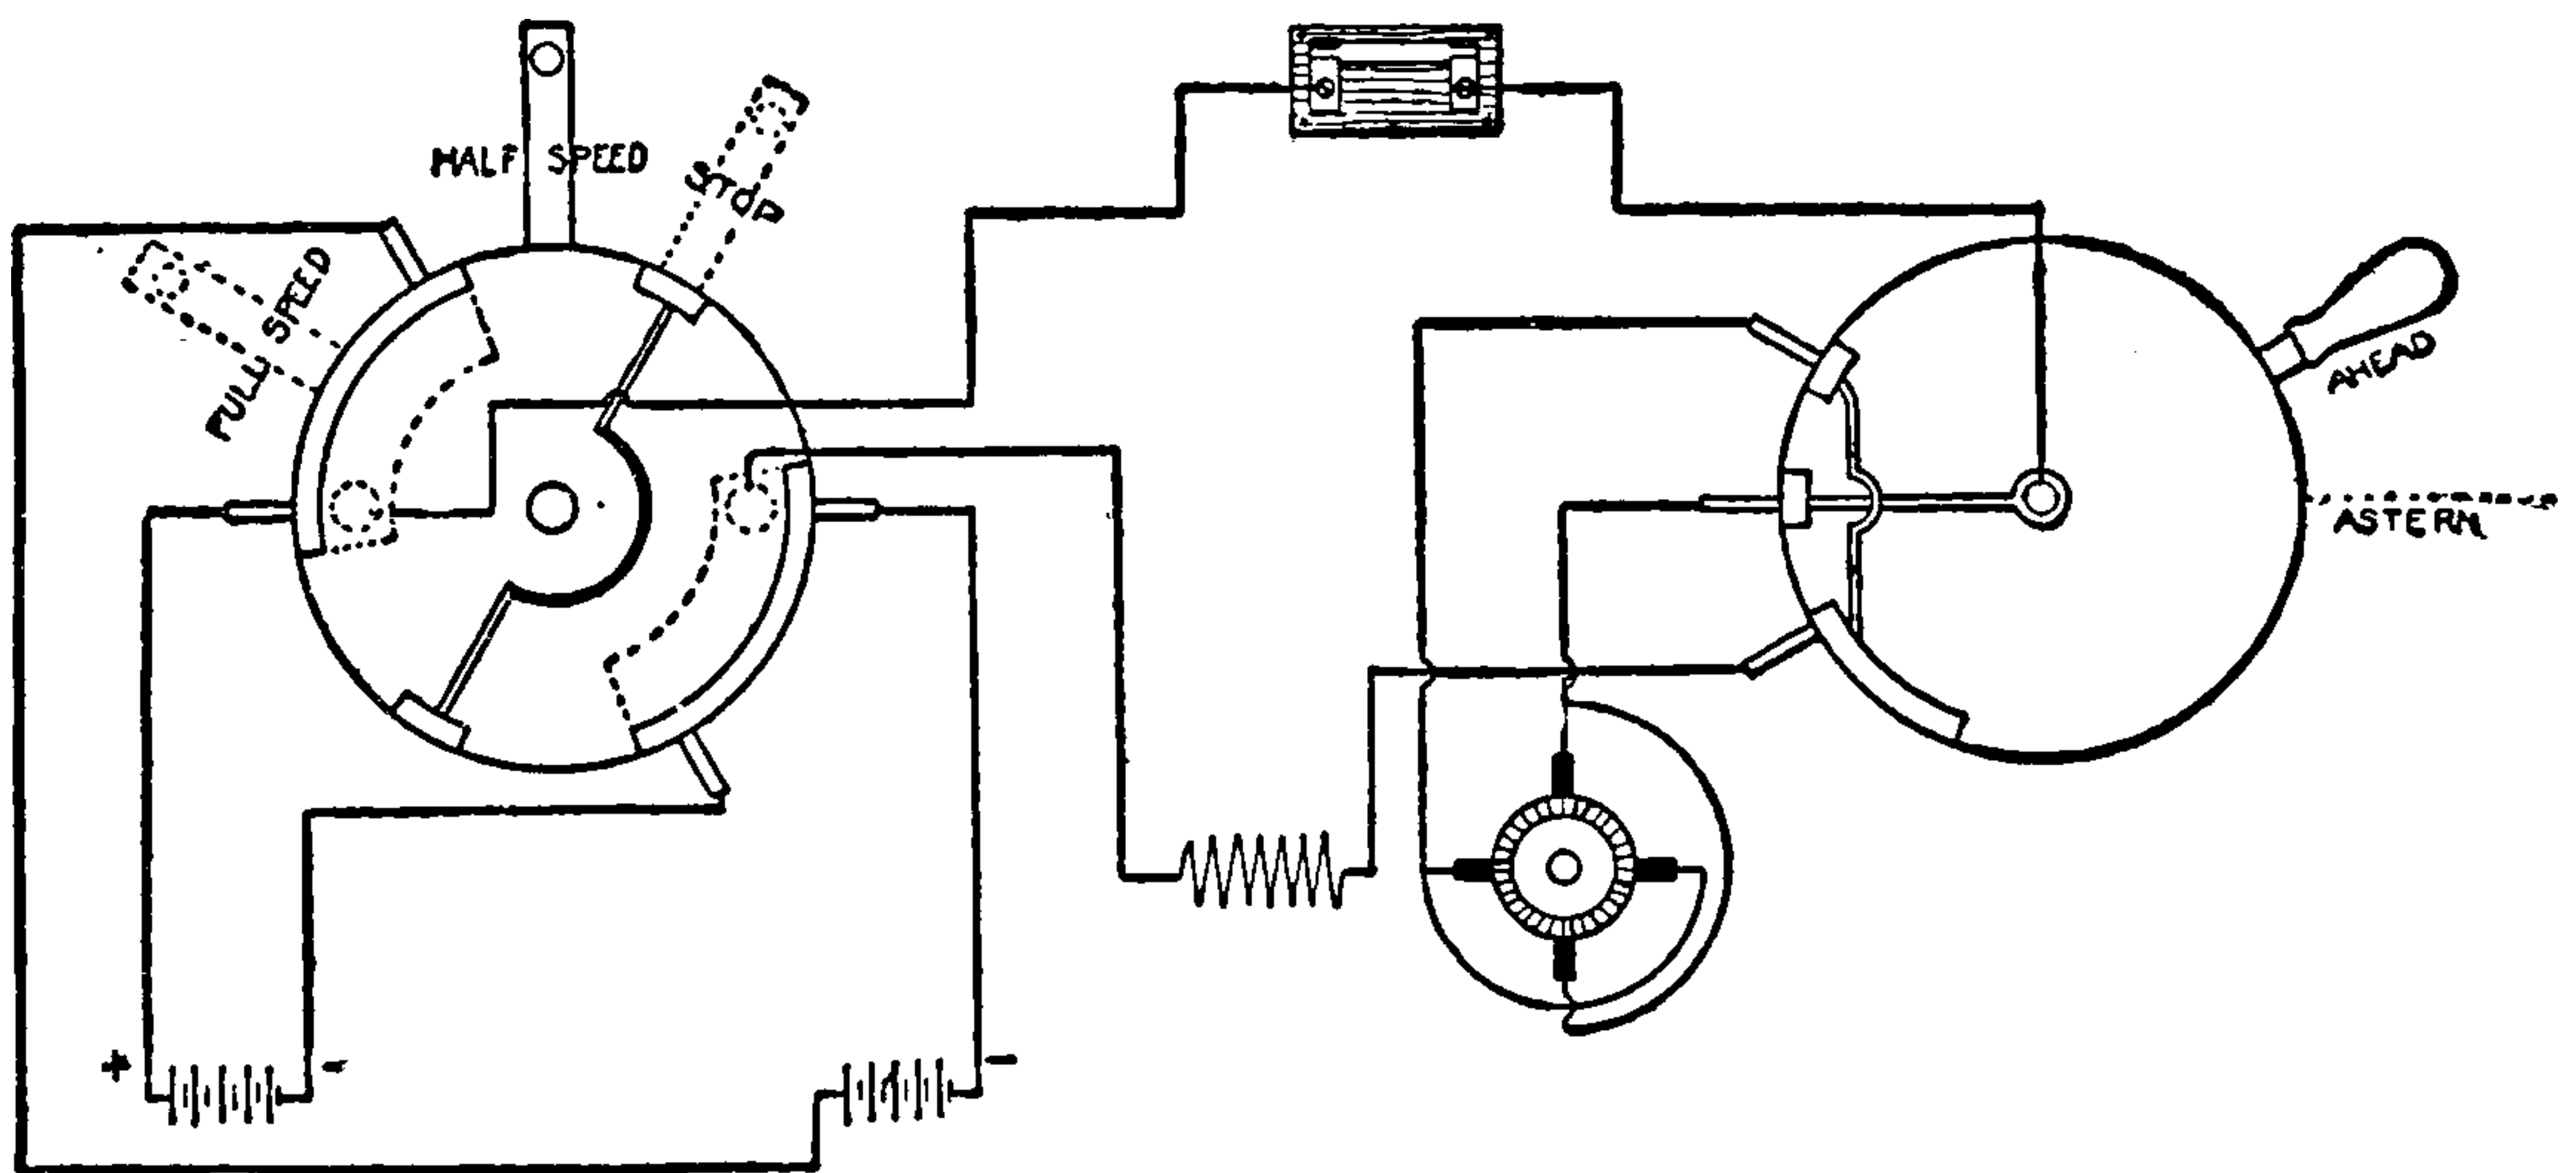 HALF SPEED
STOP
FULL SPEED
AHEAD
ASTERN
+ -
-